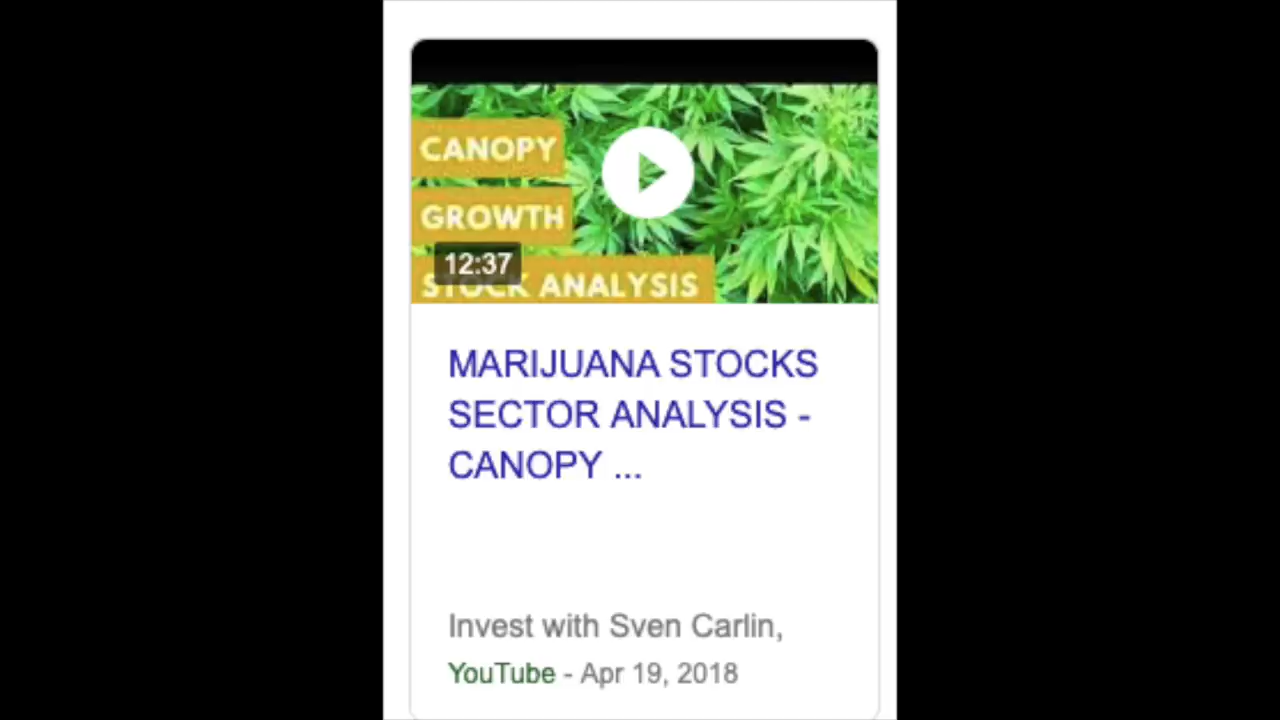 CANOPY
GROWTH
12:37
STOCK ANALYSIS
MARIJUANA STOCKS
SECTOR ANALYSIS -
CANOPY ...
Invest with Sven Carlin,
YouTube - Apr 19, 2018